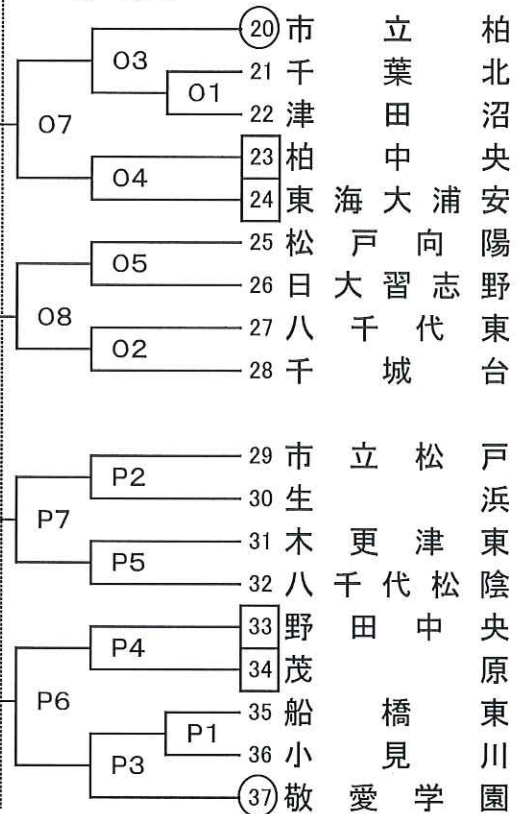 20 市立柏
O3
21 千葉北
O1
22 津田沼
O7
23 柏中央
O4
24 東海大浦安
25 松戸向陽
O5
26 日大習志野
O8
27 八千代東
O2
28 千城台
29 市立松戸
P2
30 生浜
P7
31 木更津東
P5
32 八千代松陰
33 野田中央
P4
34 茂原
P6
35 船橋東
P1
36 小見川
P3
37 敬愛学園